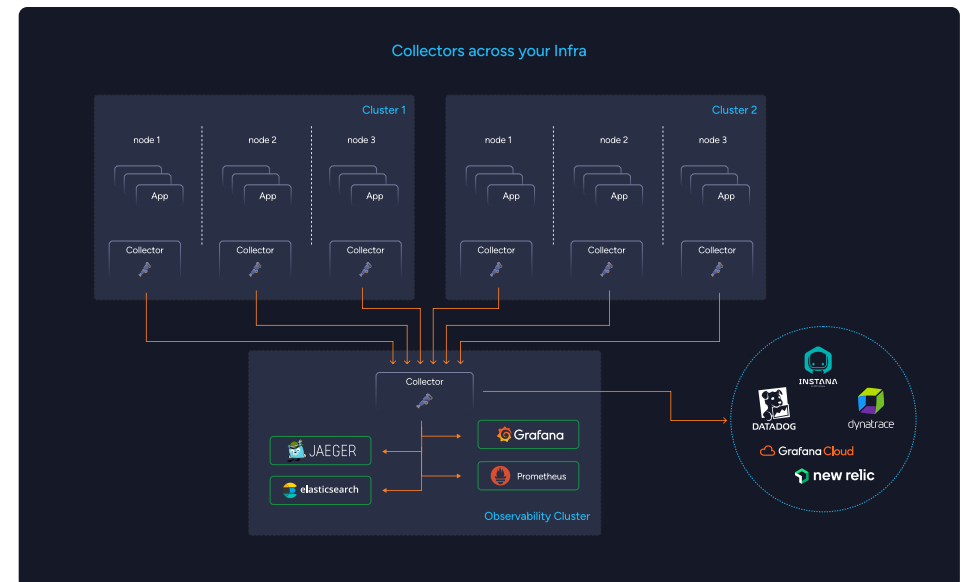 Collectors across your Infra
Cluster 1
node 1
node 2
node 3
App
App
App
Collector
Collector
Collector
Cluster 2
node 1
node 2
node 3
App
App
App
Collector
Collector
Collector
Collector
JAEGER
elasticsearch
Grafana
Prometheus
Observability Cluster
INSTANA
DATADOG
dynatrace
Grafana Cloud
new relic